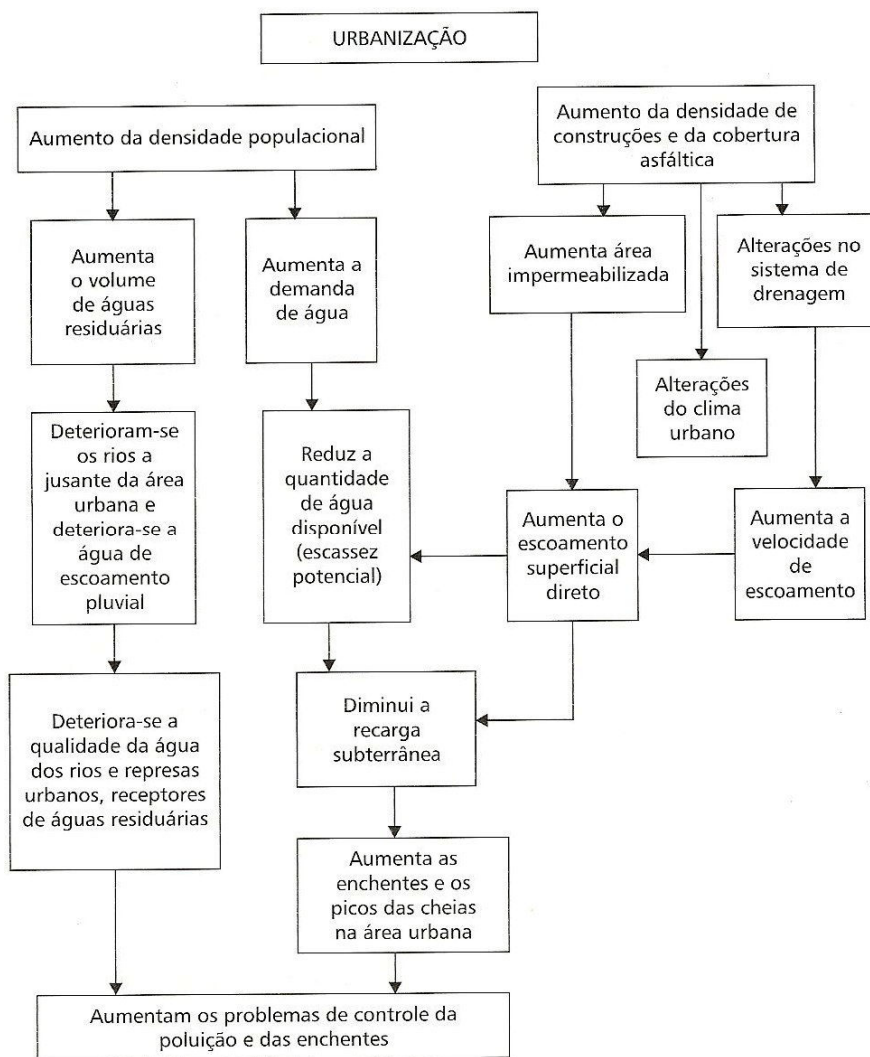 URBANIZAÇÃO
Aumento da densidade populacional
Aumento da densidade de
construções e da cobertura
asfáltica
Aumenta
o volume
de águas
residuárias
Aumenta a
demanda
de água
Aumenta área
impermeabilizada
Alterações no
sistema de
drenagem
Alterações
do clima
urbano
Deterioram-se
os rios a
jusante da área
urbana e
deteriora-se a
água de
escoamento
pluvial
Reduz a
quantidade
de água
disponível
(escassez
potencial)
Aumenta o
escoamento
superficial
direto
Aumenta a
velocidade
de
escoamento
Deteriora-se a
qualidade da água
dos rios e represas
urbanos, receptores
de águas residuárias
Diminui a
recarga
subterrânea
Aumenta as
enchentes e os
picos das cheias
na área urbana
Aumentam os problemas de controle da
poluição e das enchentes